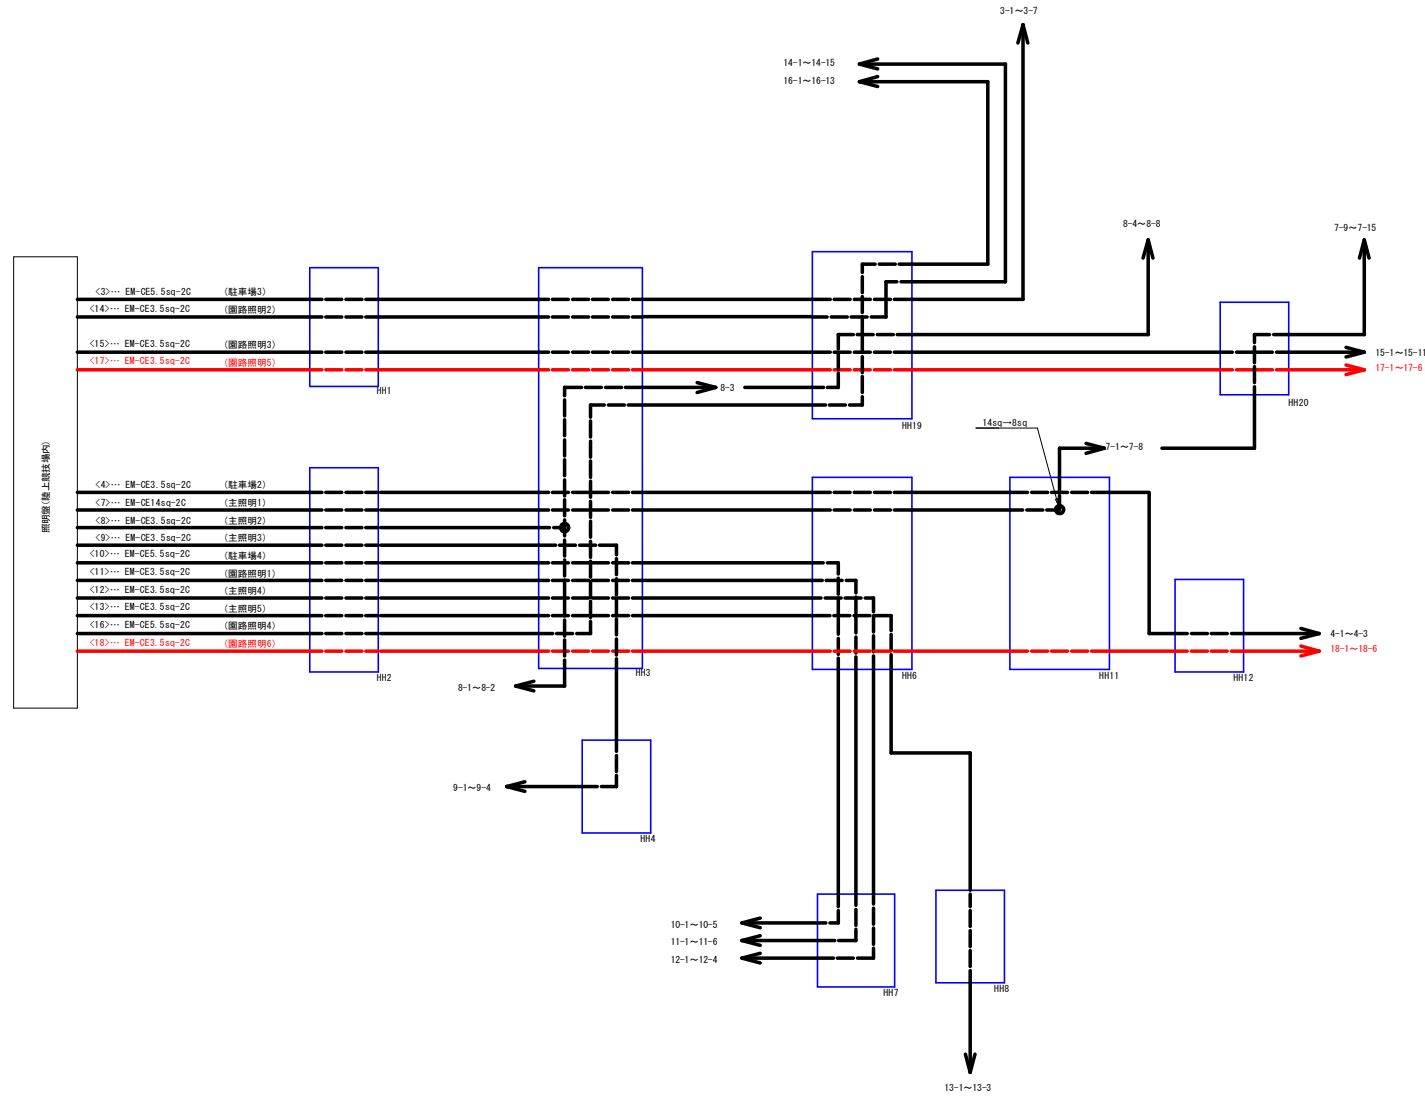 3-1～3-7
14-1～14-15
16-1～16-13
8-4～8-8
7-9～7-15
<3>… EM-CE5.5sq-2C (駐車場3)
<14>… EM-CE3.5sq-2C (園路照明2)
<15>… EM-CE3.5sq-2C (園路照明3)
<17>… EM-CE3.5sq-2C (園路照明5)
15-1～15-11
17-1～17-6
HH1
8-3
HH20
HH19
14sq→8sq
7-1～7-8
照明盤(陸上競技場内)
<4>… EM-CE3.5sq-2C (駐車場2)
<7>… EM-CE14sq-2C (主照明1)
<8>… EM-CE3.5sq-2C (主照明2)
<9>… EM-CE3.5sq-2C (主照明3)
<10>… EM-CE5.5sq-2C (駐車場4)
<11>… EM-CE3.5sq-2C (園路照明1)
<12>… EM-CE3.5sq-2C (主照明4)
<13>… EM-CE3.5sq-2C (主照明5)
<16>… EM-CE5.5sq-2C (園路照明4)
<18>… EM-CE3.5sq-2C (園路照明6)
4-1～4-3
18-1～18-6
HH2
HH3
HH6
HH11
HH12
8-1～8-2
9-1～9-4
HH4
10-1～10-5
11-1～11-6
12-1～12-4
HH7
HH8
13-1～13-3